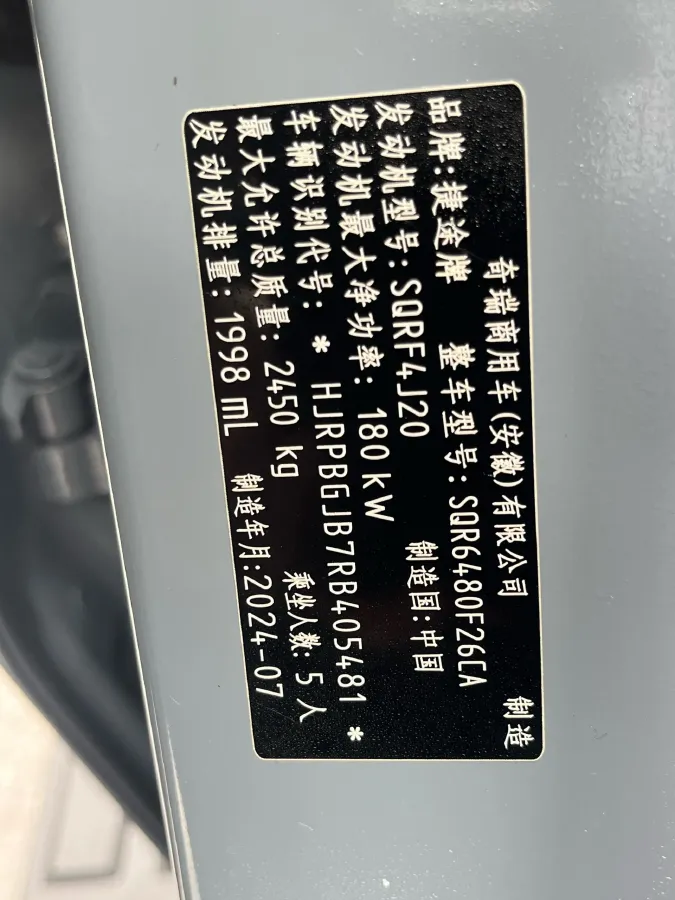 奇瑞商用车(安徽)有限公司 制造
品牌:捷途牌 整车型号:SQR6480F26CA
发动机型号:SQRF4J20 制造国:中国
发动机最大净功率:180 kW
车辆识别代号: * HJRPBGJB7RB405481 *
最大允许总质量:2450 kg 乘坐人数:5 人
发动机排量:1998 mL 制造年月:2024-07